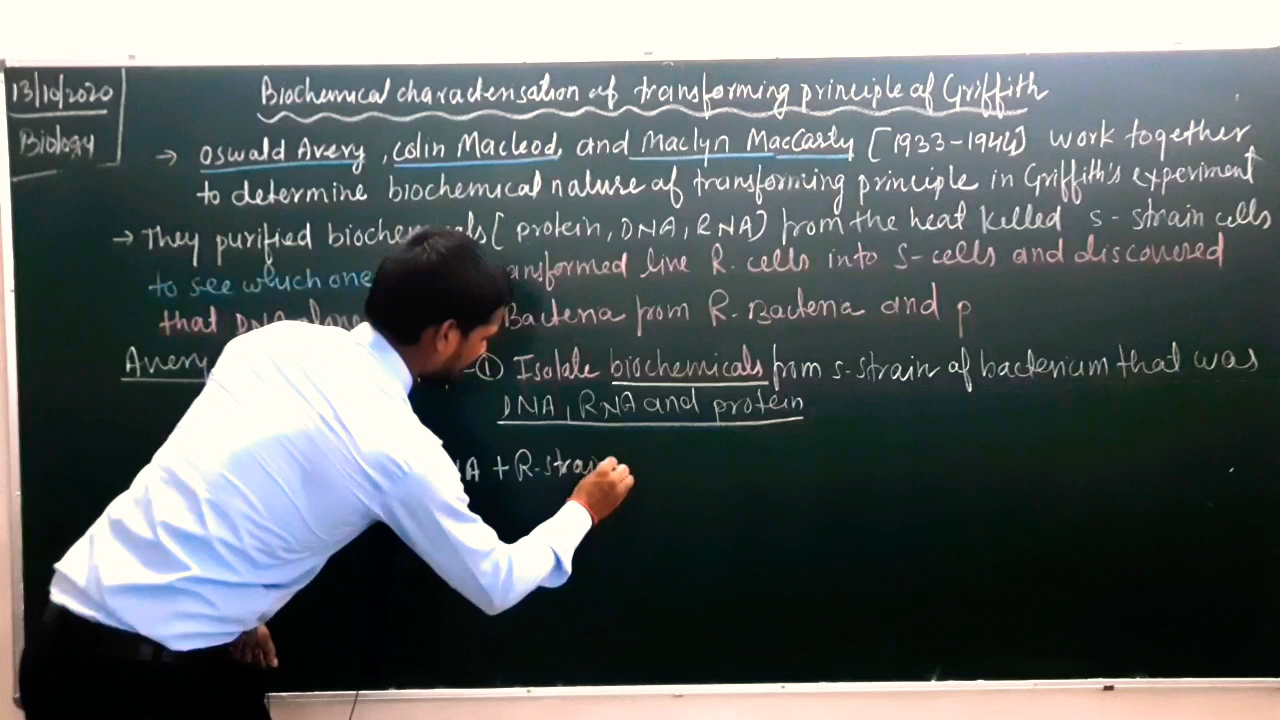 13/10/2020
Biology
Biochemical characterisation of transforming principle of Griffith
→ Oswald Avery, Colin Macleod, and Maclyn MacCarty [1933-1944] work together
to determine biochemical nature of transforming principle in Griffith's experiment
→ They purified biochemicals [protein, DNA, RNA) from the heat killed S-strain cells
to see which one ansformed live R.cells into S-cells and discovered
that DNA alone Bacteria from R.Bacteria and p
Avery -① Isolate biochemicals from s-strain of bacterium that was
DNA, RNA and protein
A + R-strain